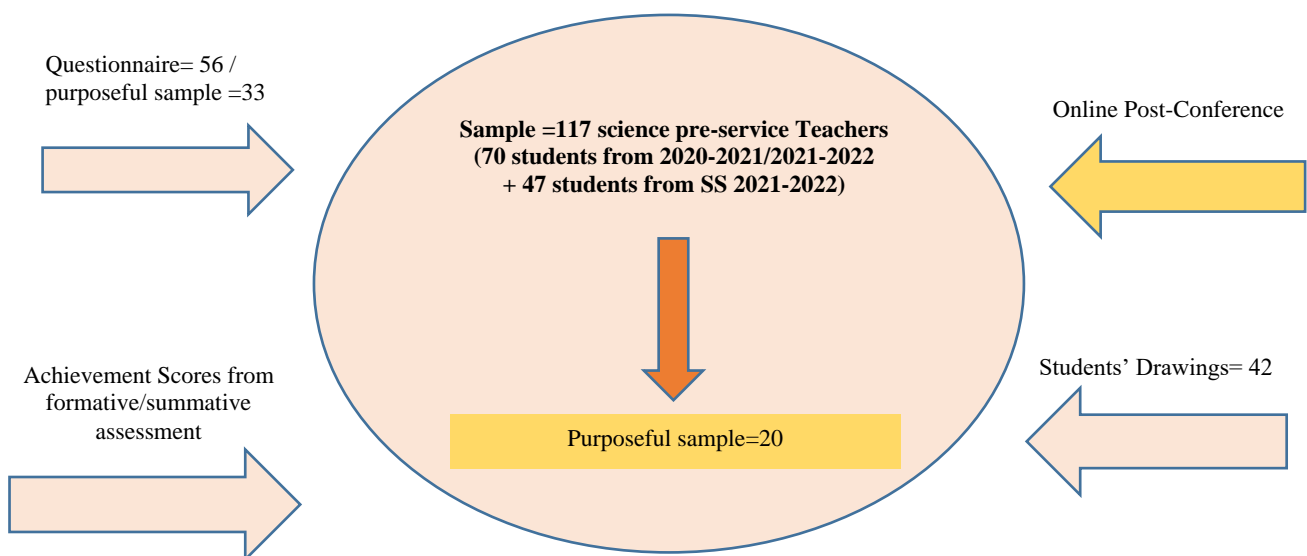 Questionnaire= 56 /
purposeful sample =33
Sample =117 science pre-service Teachers
(70 students from 2020-2021/2021-2022
+ 47 students from SS 2021-2022)
Online Post-Conference
Achievement Scores from
formative/summative
assessment
Students’ Drawings= 42
Purposeful sample=20